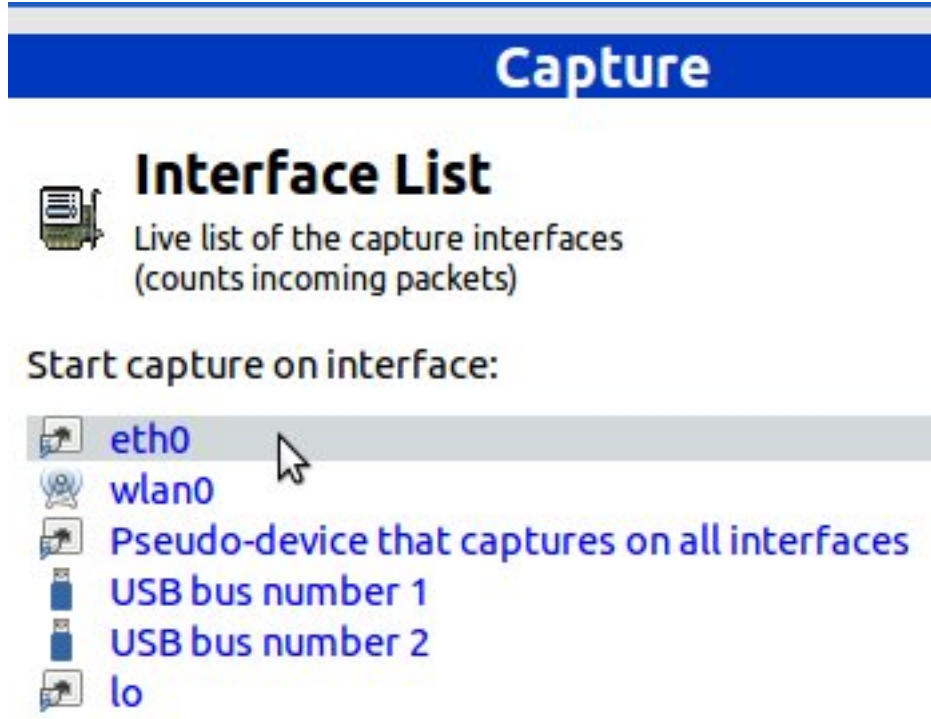 Capture
Interface List
Live list of the capture interfaces
(counts incoming packets)
Start capture on interface:
eth0
wlan0
Pseudo-device that captures on all interfaces
USB bus number 1
USB bus number 2
lo